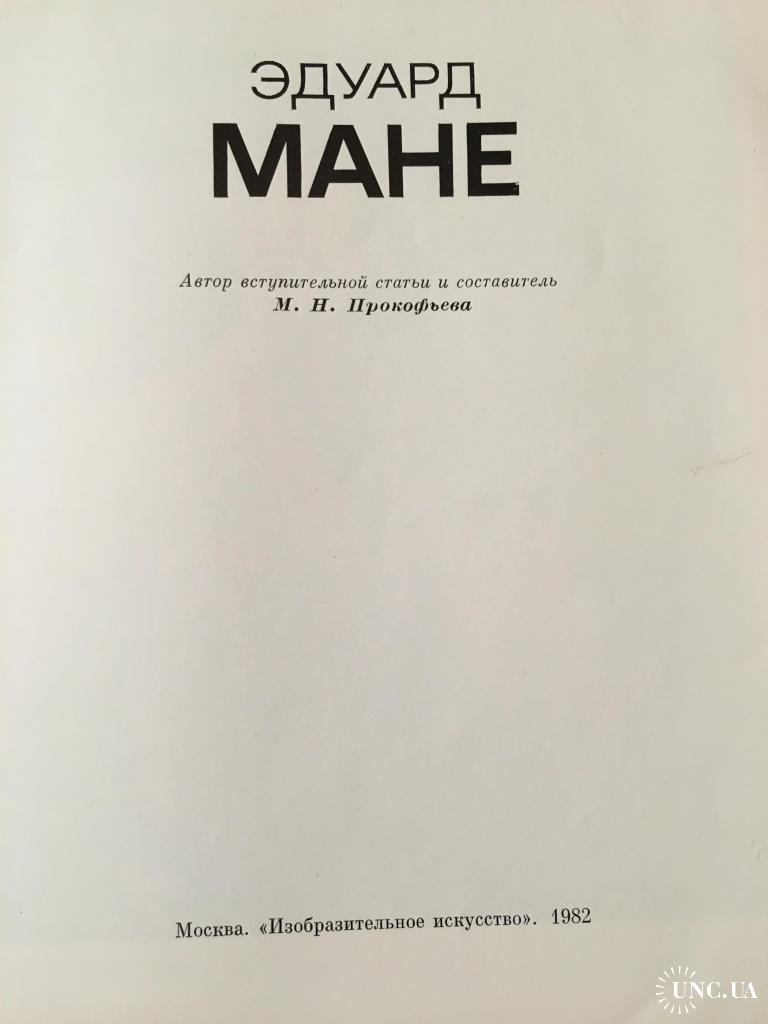 ЭДУАРД
МАНЕ
Автор вступительной статьи и составитель
М. Н. Прокофьева
Москва. «Изобразительное искусство». 1982
UNC.UA